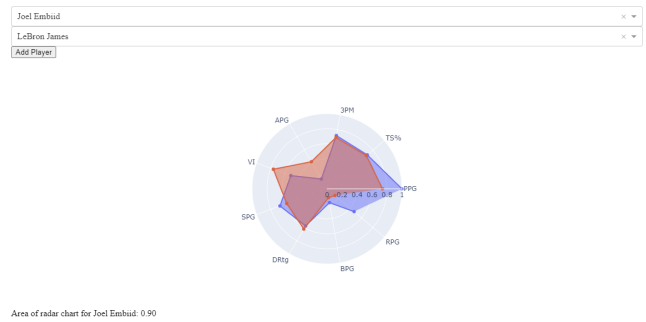 Joel Embiid
LeBron James
Add Player
3PM
APG
TS%
VI
0 0.2 0.4 0.6 0.8 1
PPG
SPG
RPG
DRtg
BPG
Area of radar chart for Joel Embiid: 0.90